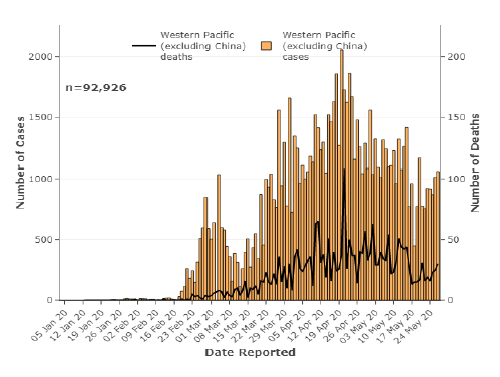 Western Pacific
(excluding China)
deaths
Western Pacific
(excluding China)
cases
n=92,926
Number of Cases
2000
1500
1000
500
0
200
150
100
50
0
Number of Deaths
05 Jan 20
12 Jan 20
19 Jan 20
26 Jan 20
02 Feb 20
09 Feb 20
16 Feb 20
23 Feb 20
01 Mar 20
08 Mar 20
15 Mar 20
22 Mar 20
29 Mar 20
05 Apr 20
12 Apr 20
19 Apr 20
26 Apr 20
03 May 20
10 May 20
17 May 20
24 May 20
Date Reported